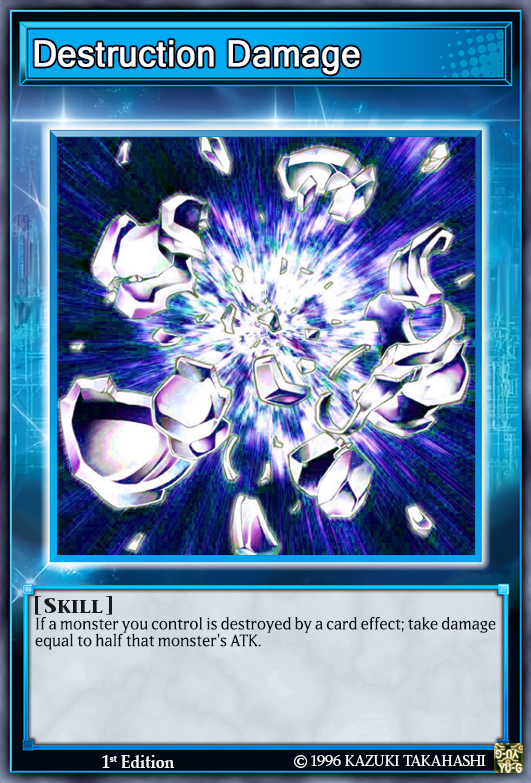 Destruction Damage
[SKILL]
If a monster you control is destroyed by a card effect; take damage
equal to half that monster's ATK.
1st Edition
© 1996 KAZUKI TAKAHASHI